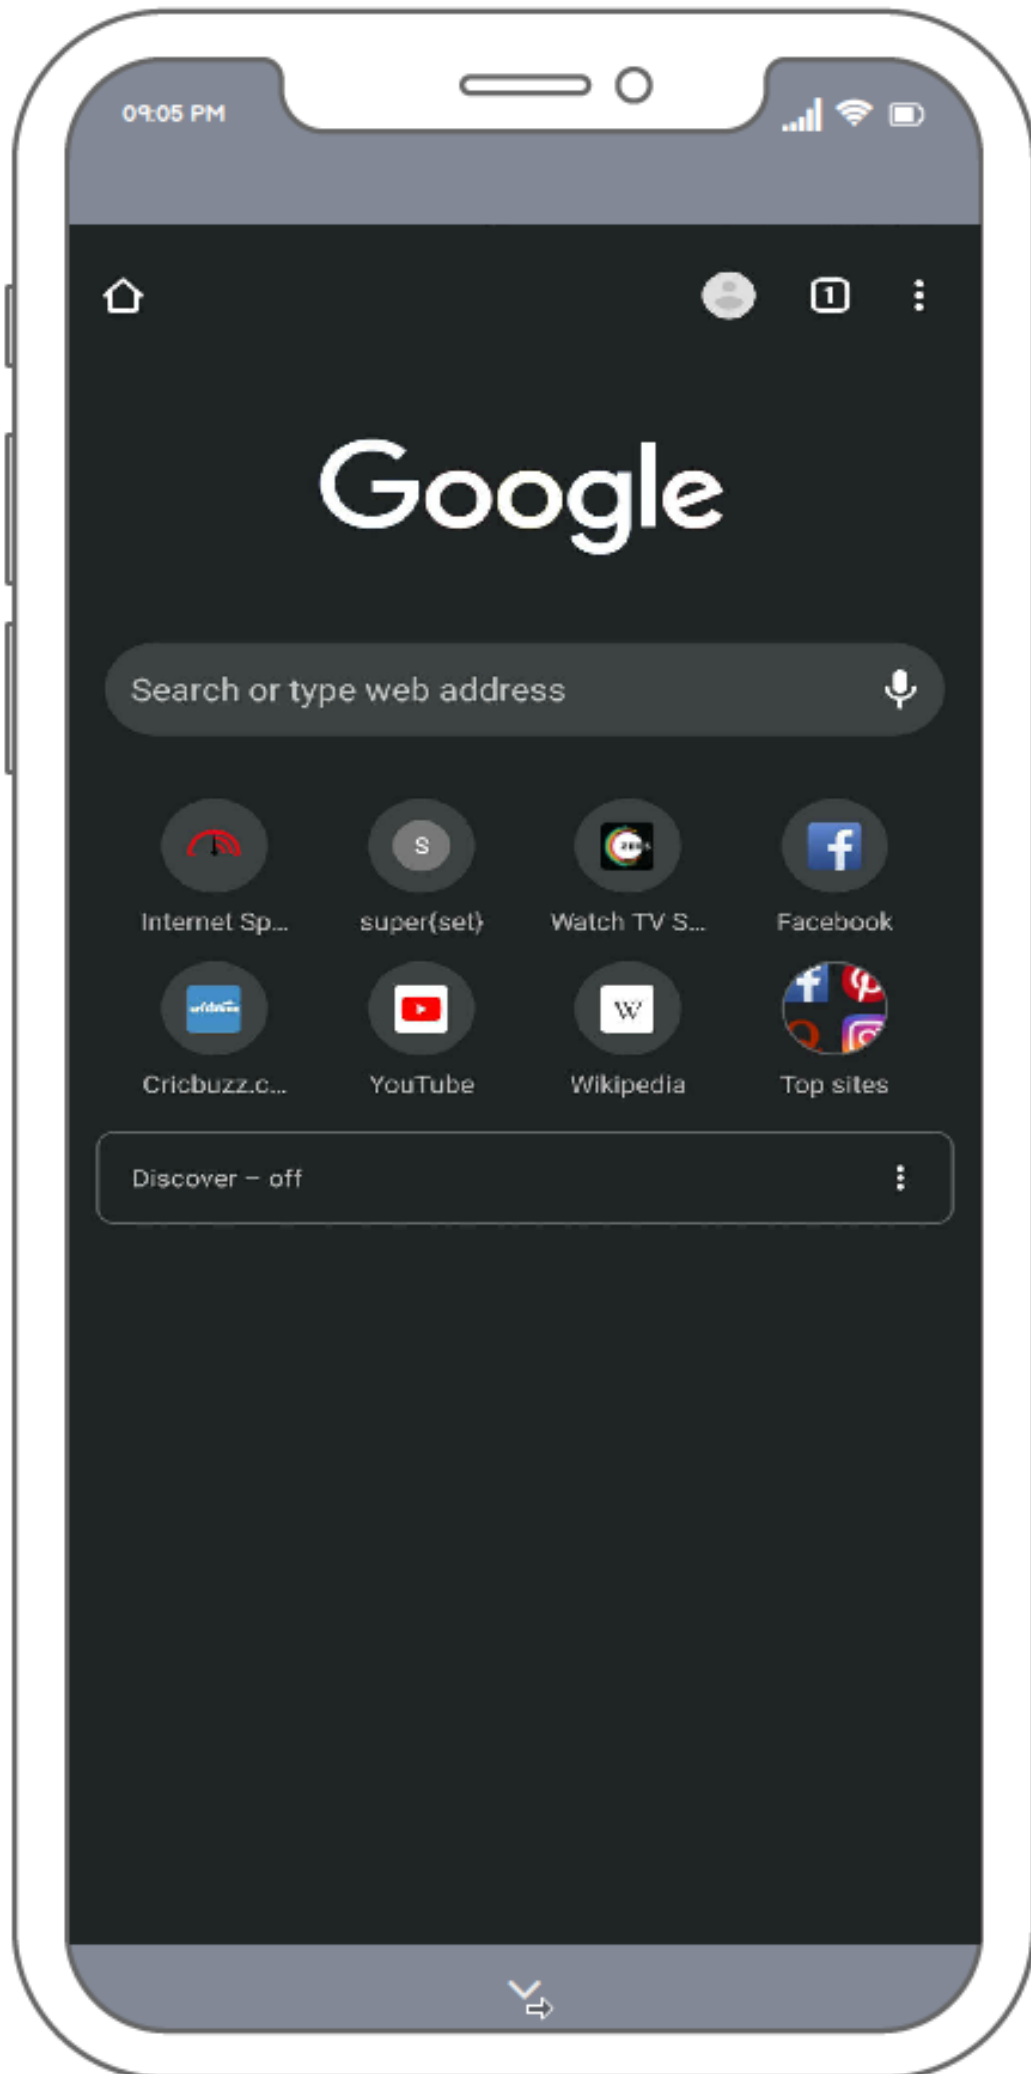 09:05 PM
1
Google
Search or type web address
S
Internet Sp...
super{set}
Watch TV S...
Facebook
W
Cricbuzz.c...
YouTube
Wikipedia
Top sites
Discover – off